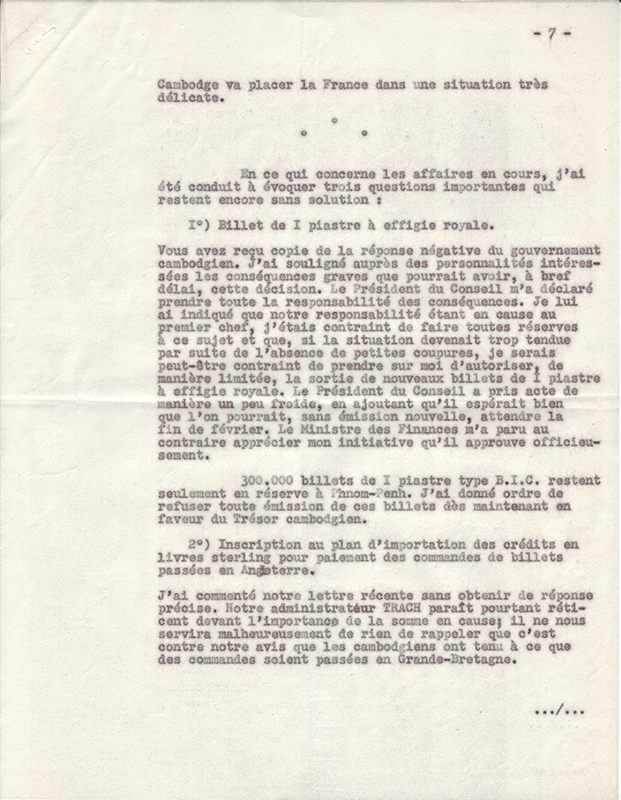 - 7 -
Cambodge va placer la France dans une situation très
délicate.
°
° °
En ce qui concerne les affaires en cours, j'ai
été conduit à évoquer trois questions importantes qui
restent encore sans solution :
I°) Billet de I piastre à effigie royale.
Vous avez reçu copie de la réponse négative du gouvernement
cambodgien. J'ai souligné auprès des personnalités intéres-
sées les conséquences graves que pourrait avoir, à bref
délai, cette décision. Le Président du Conseil m'a déclaré
prendre toute la responsabilité des conséquences. Je lui
ai indiqué que notre responsabilité étant en cause au
premier chef, j'étais contraint de faire toutes réserves
à ce sujet et que, si la situation devenait trop tendue
par suite de l'absence de petites coupures, je serais
peut-être contraint de prendre sur moi d'autoriser, de
manière limitée, la sortie de nouveaux billets de I piastre
à effigie royale. Le Président du Conseil a pris acte de
manière un peu froide, en ajoutant qu'il espérait bien
que l'on pourrait, sans émission nouvelle, attendre la
fin de février. Le Ministre des Finances m'a paru au
contraire apprécier mon initiative qu'il approuve officieu-
sement.
300.000 billets de I piastre type B.I.C. restent
seulement en réserve à Phnom-Penh. J'ai donné ordre de
refuser toute émission de ces billets dès maintenant en
faveur du Trésor cambodgien.
2°) Inscription au plan d'importation des crédits en
livres sterling pour paiement des commandes de billets
passées en Angleterre.
J'ai commenté notre lettre récente sans obtenir de réponse
précise. Notre administratéur TRACH paraît pourtant réti-
cent devant l'importance de la somme en cause; il ne nous
servira malheureusement de rien de rappeler que c'est
contre notre avis que les cambodgiens ont tenu à ce que
des commandes soient passées en Grande-Bretagne.
.../...